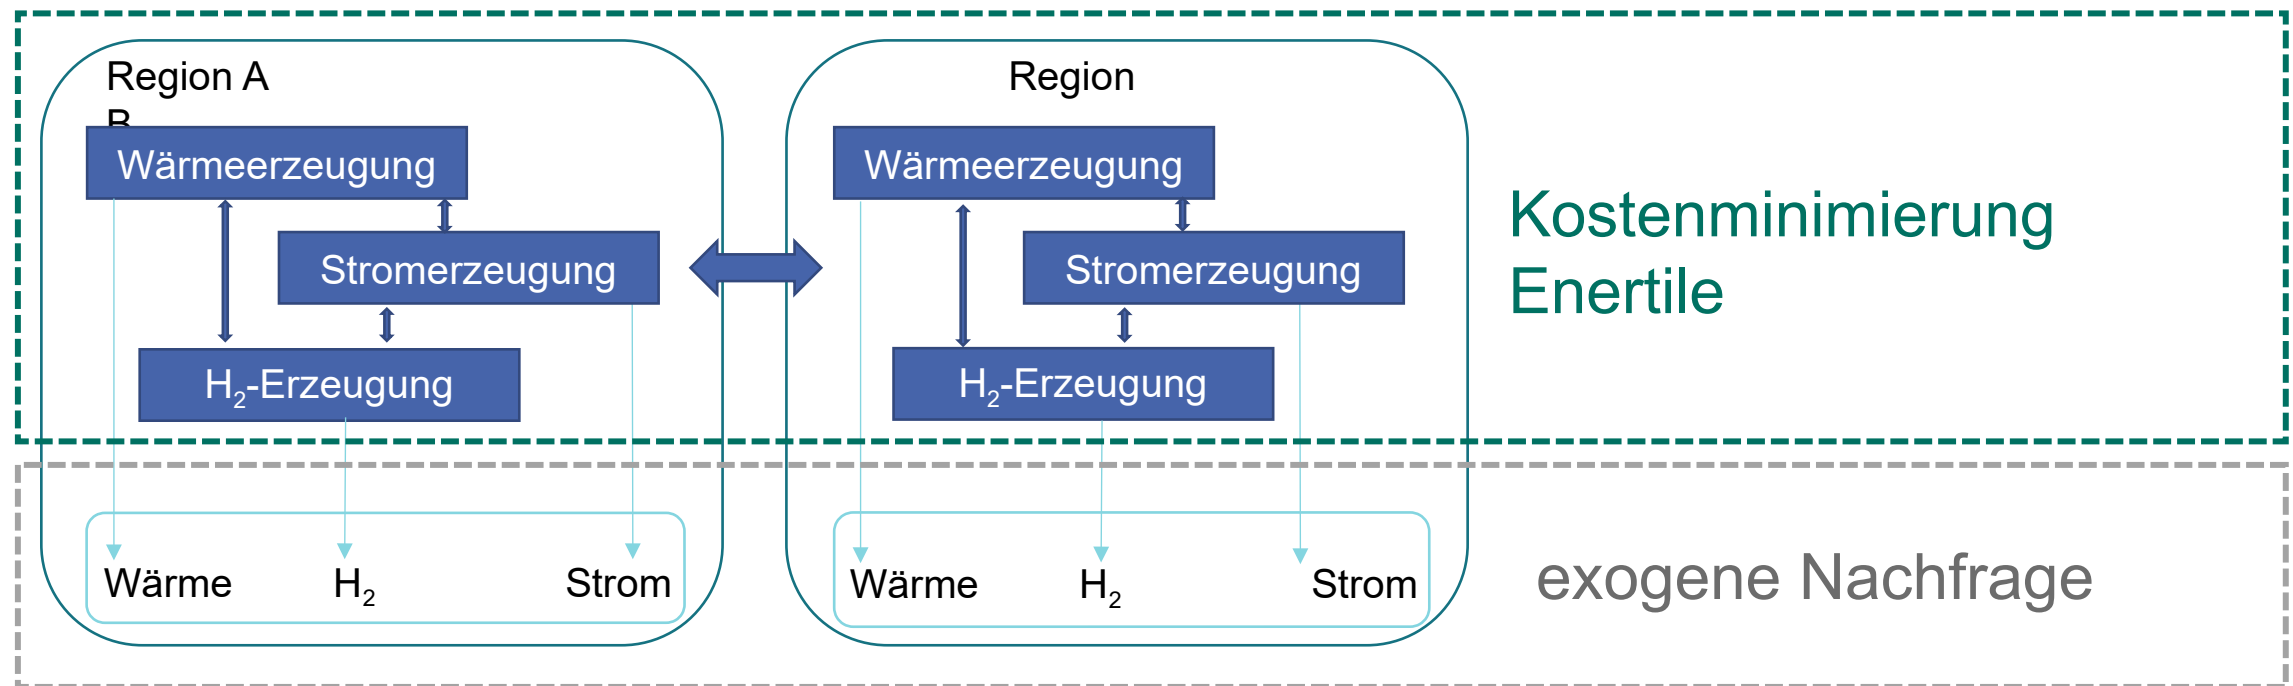 Region A Region
B
Wärmeerzeugung Wärmeerzeugung
Stromerzeugung Stromerzeugung
H₂-Erzeugung H₂-Erzeugung
Kostenminimierung
Enertile
Wärme H₂ Strom Wärme H₂ Strom
exogene Nachfrage